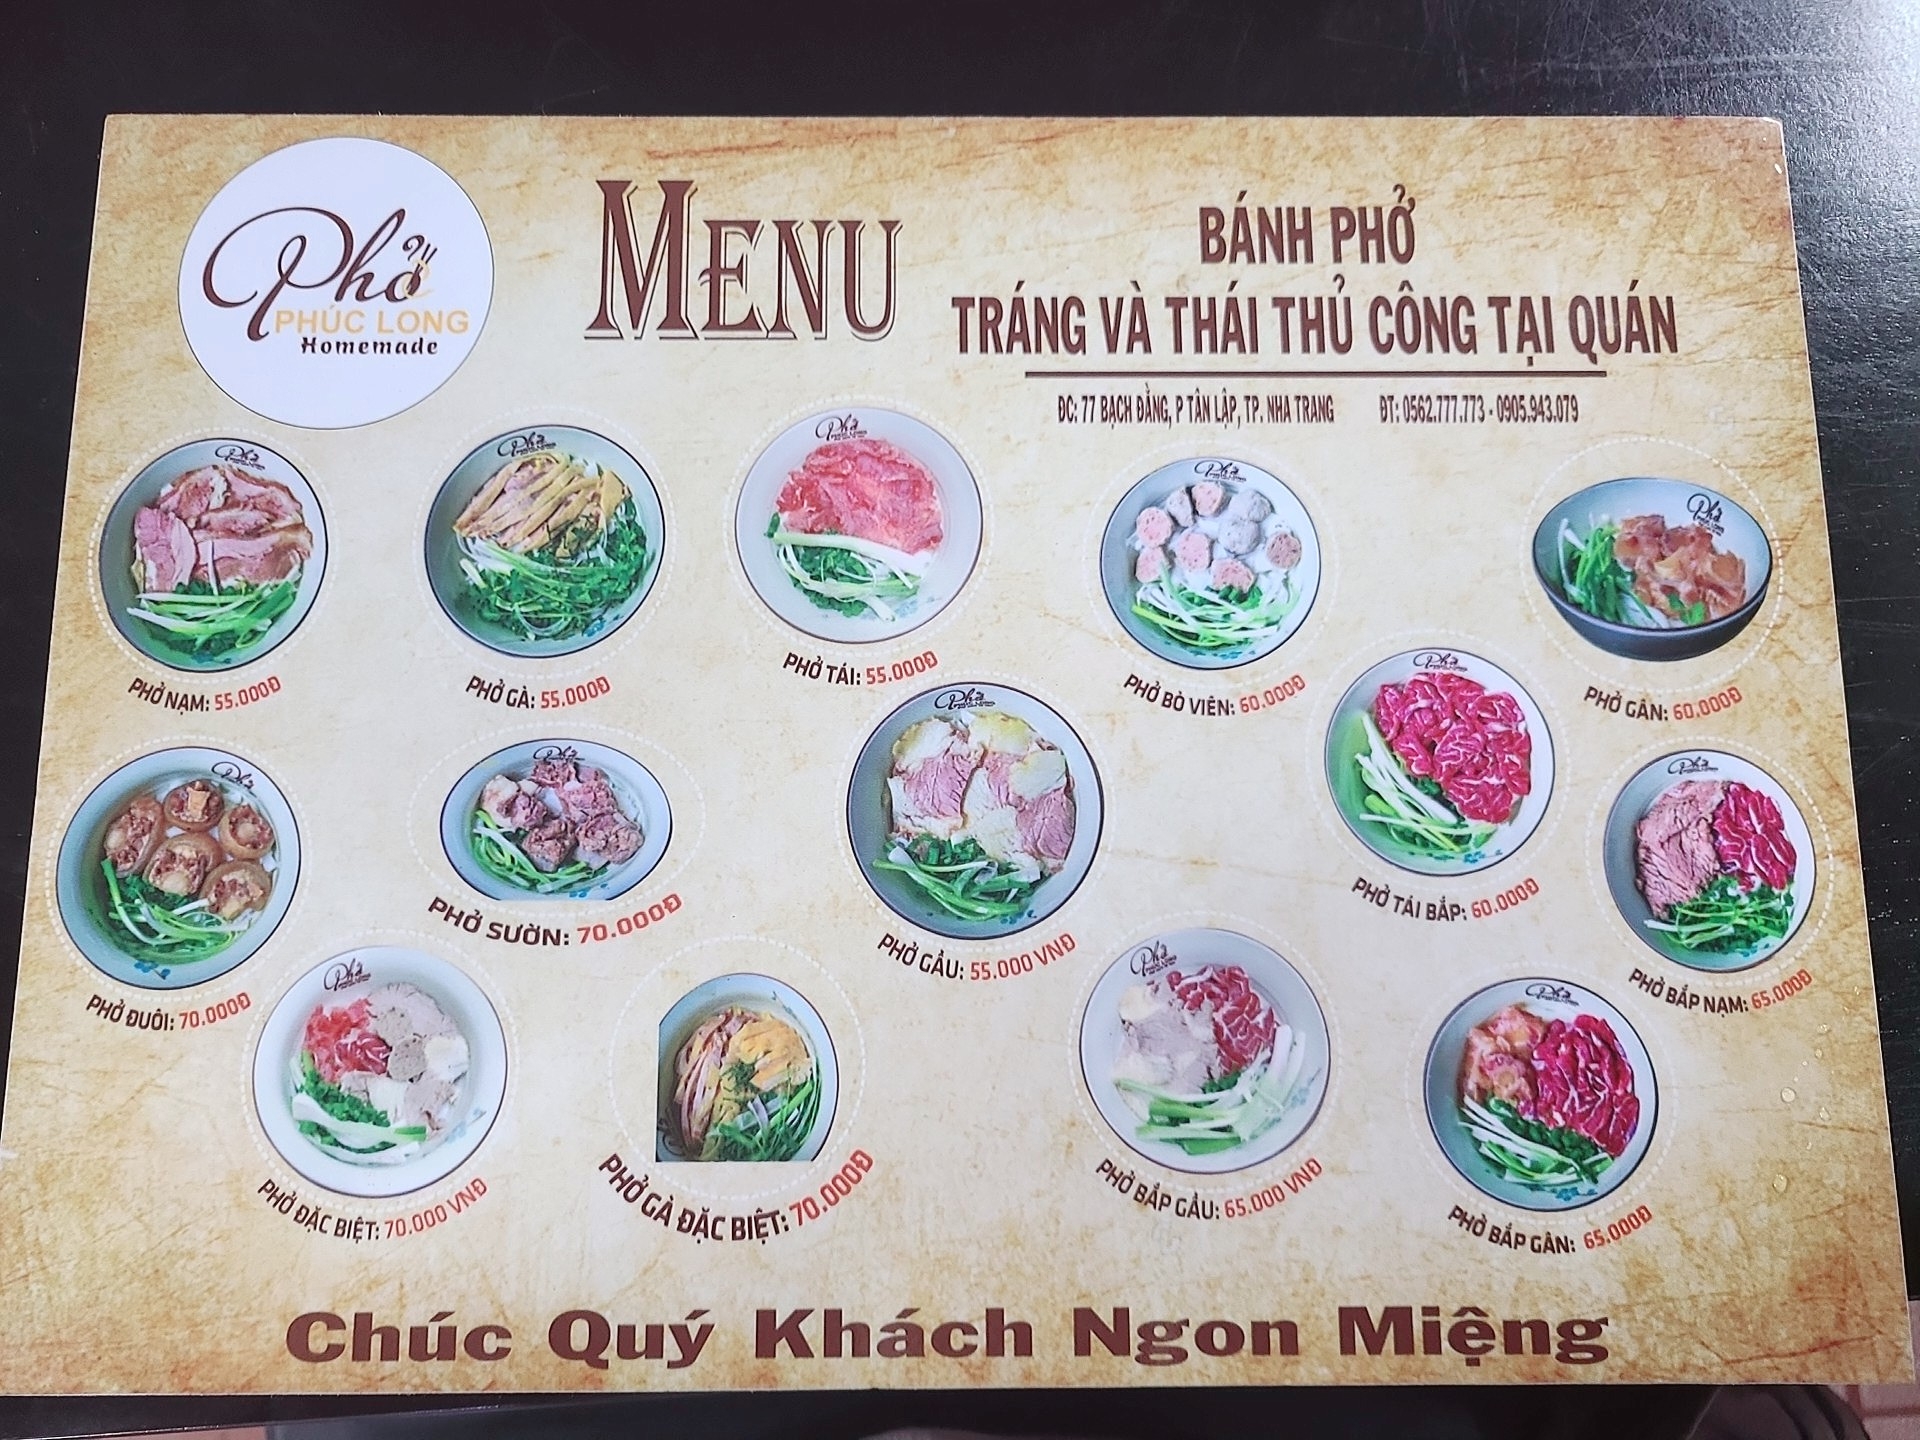 Phở
PHÚC LONG
Homemade
MENU
BÁNH PHỞ
TRÁNG VÀ THÁI THỦ CÔNG TẠI QUÁN
ĐC: 77 BẠCH ĐẰNG, P TÂN LẬP, TP. NHA TRANG ĐT: 0562.777.773 - 0905.943.079
PHỞ NẠM: 55.000Đ
PHỞ GÀ: 55.000Đ
PHỞ TÁI: 55.000Đ
PHỞ BÒ VIÊN: 60.000Đ
PHỞ GÂN: 60.000Đ
PHỞ ĐUÔI: 70.000Đ
PHỞ SƯỜN: 70.000Đ
PHỞ GẦU: 55.000 VNĐ
PHỞ TÁI BẮP: 60.000Đ
PHỞ BẮP NẠM: 65.000Đ
PHỞ ĐẶC BIỆT: 70.000 VNĐ
PHỞ GÀ ĐẶC BIỆT: 70.000Đ
PHỞ BẮP GẦU: 65.000 VNĐ
PHỞ BẮP GÂN: 65.000Đ
Chúc Quý Khách Ngon Miệng